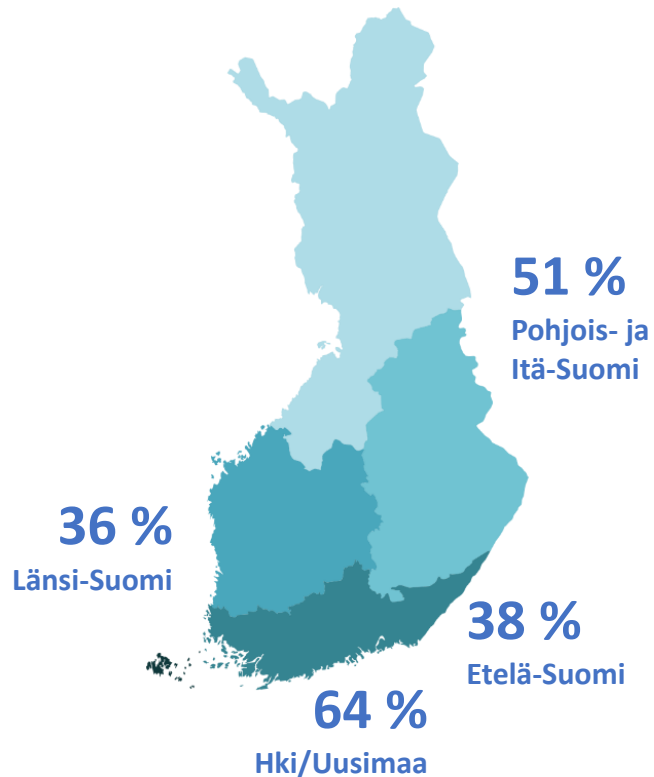 51 %
Pohjois- ja
Itä-Suomi
36 %
Länsi-Suomi
38 %
Etelä-Suomi
64 %
Hki/Uusimaa